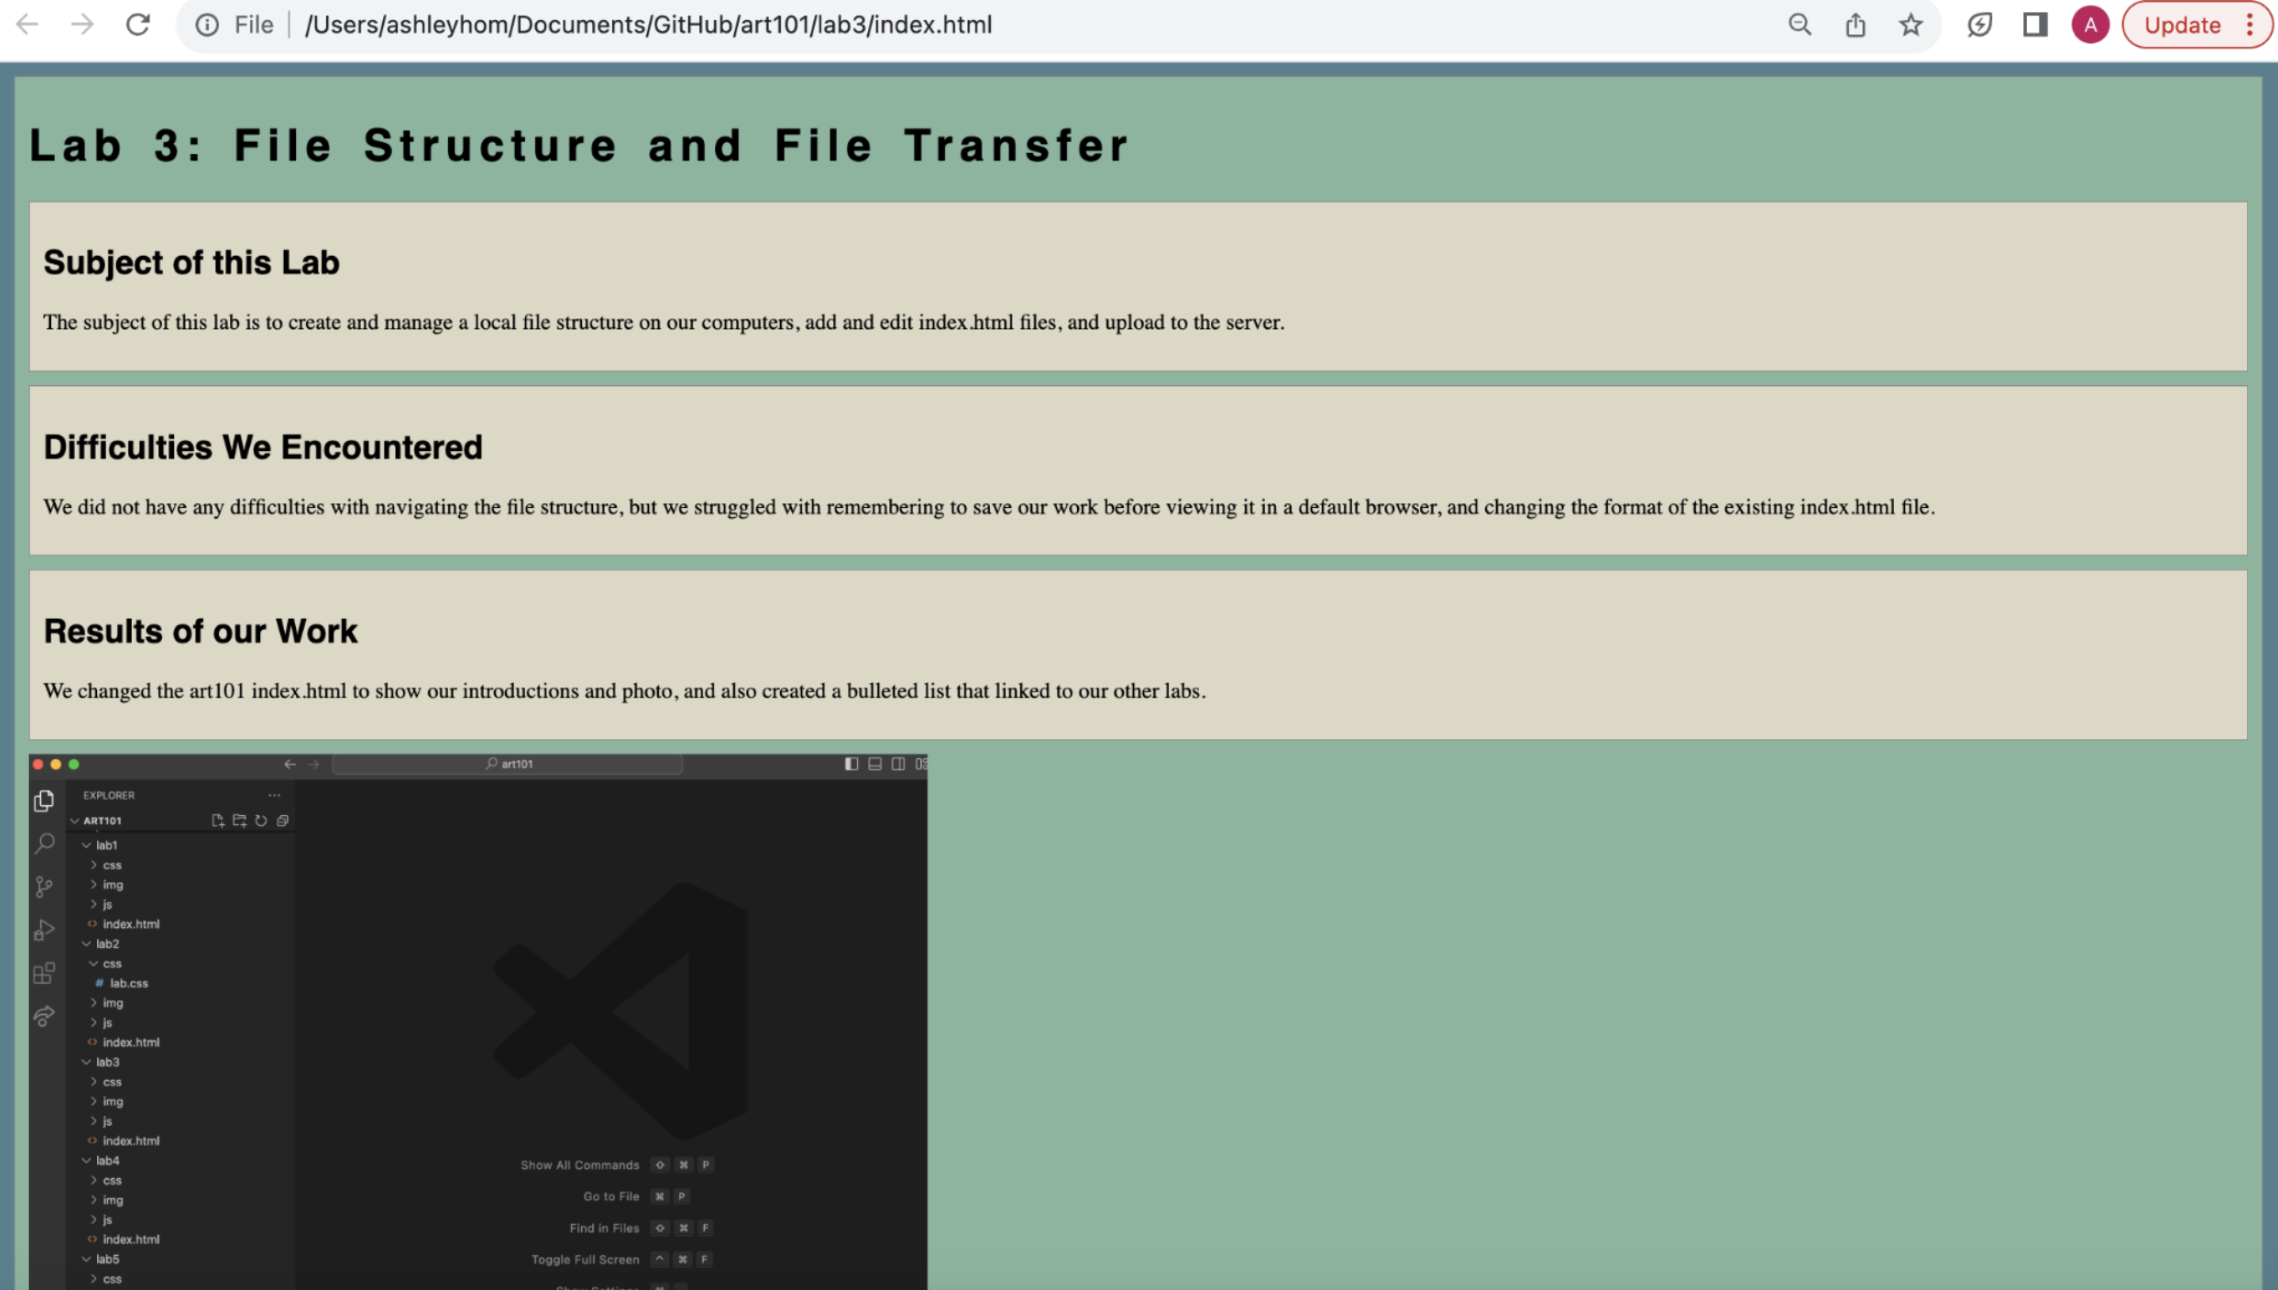 File /Users/ashleyhom/Documents/GitHub/art101/lab3/index.html A Update
Lab 3: File Structure and File Transfer
Subject of this Lab
The subject of this lab is to create and manage a local file structure on our computers, add and edit index.html files, and upload to the server.
Difficulties We Encountered
We did not have any difficulties with navigating the file structure, but we struggled with remembering to save our work before viewing it in a default browser, and changing the format of the existing index.html file.
Results of our Work
We changed the art101 index.html to show our introductions and photo, and also created a bulleted list that linked to our other labs.
art101
EXPLORER
ART101
lab1
css
img
js
index.html
lab2
css
# lab.css
img
js
index.html
lab3
css
img
js
index.html
lab4
css
img
js
index.html
lab5
css
Show All Commands ⇧ ⌘ P
Go to File ⌘ P
Find in Files ⇧ ⌘ F
Toggle Full Screen ^ ⌘ F